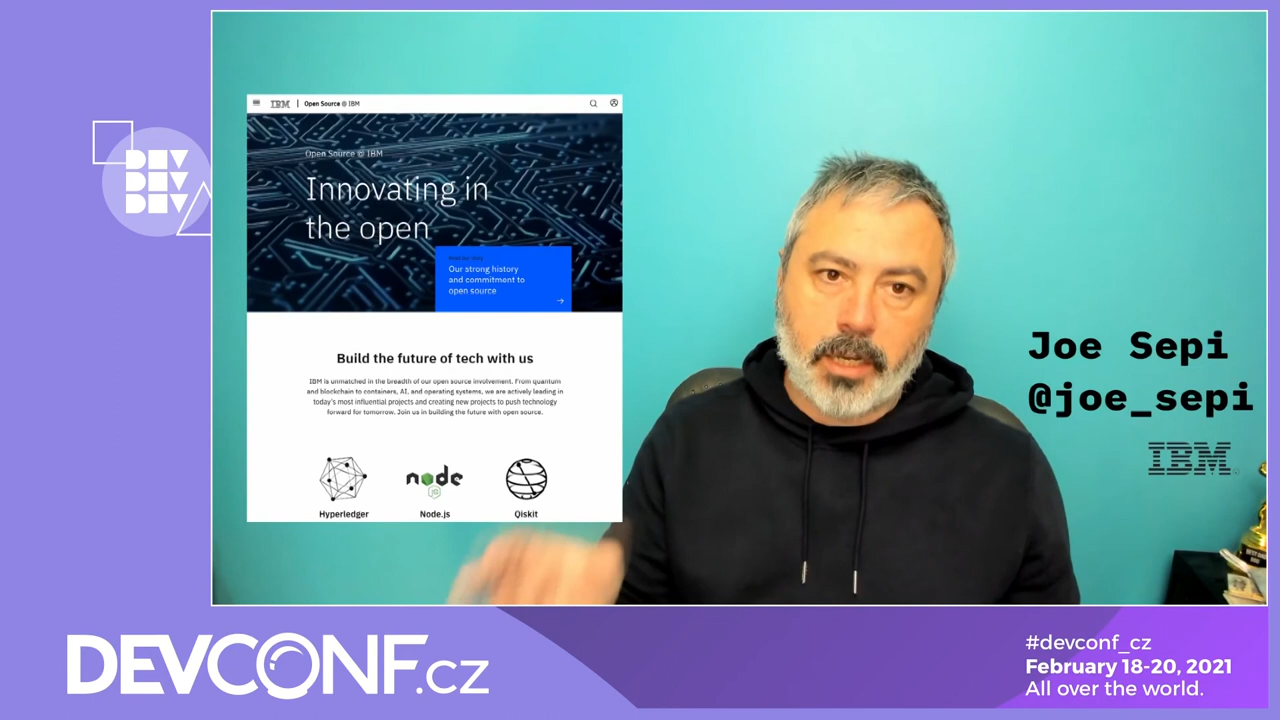 DEV
DEV
DEV
IBM | Open Source @ IBM
Open Source @ IBM
Innovating in
the open
Our strong history
and commitment to
open source
Build the future of tech with us
IBM is unmatched in the breadth of our open source involvement. From quantum
and blockchain to containers, AI, and operating systems, we are actively leading in
today's most influential projects and creating new projects to push technology
forward for tomorrow. Join us in building the future with open source.
node
JS
Hyperledger
Node.js
Qiskit
Joe Sepi
@joe_sepi
IBM
DEVCONF.cz
#devconf_cz
February 18-20, 2021
All over the world.